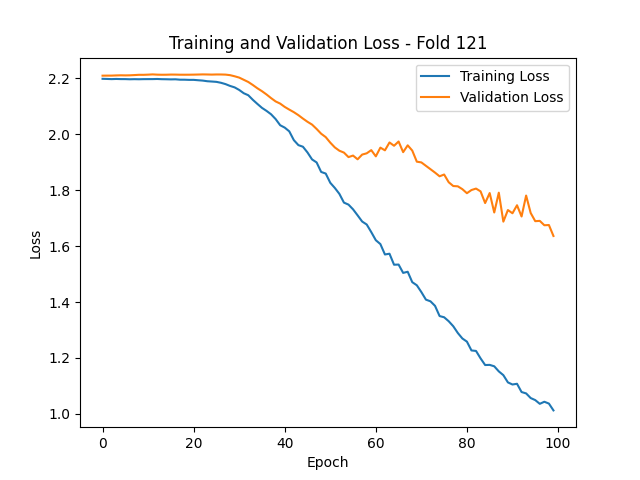 Training and Validation Loss - Fold 121
Training Loss
Validation Loss
2.2
2.0
1.8
1.6
1.4
1.2
1.0
Loss
0 20 40 60 80 100
Epoch